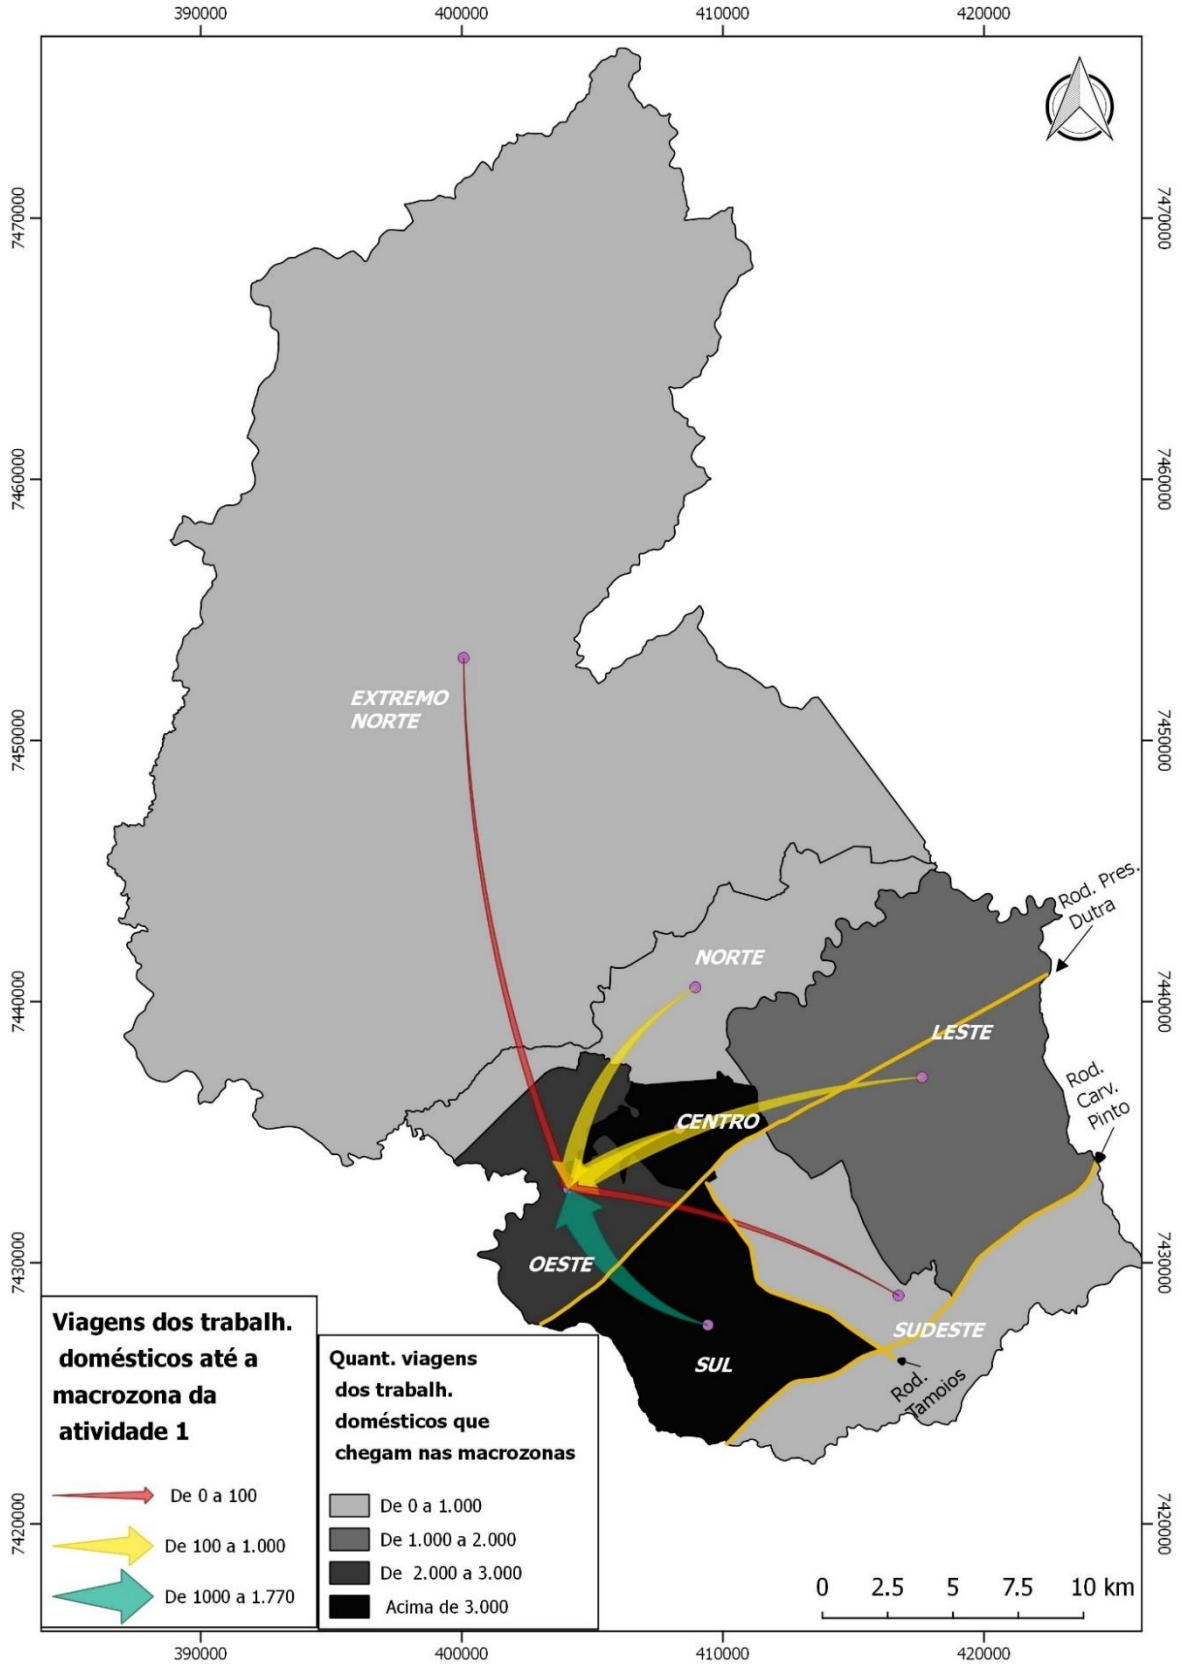 390000
400000
410000
420000
7470000
7470000
7460000
7460000
EXTREMO
NORTE
7450000
7450000
Rod. Pres.
Dutra
NORTE
7440000
7440000
LESTE
Rod.
Carv.
Pinto
CENTRO
7430000
7430000
OESTE
SUDESTE
SUL
Rod.
Tamoios
Viagens dos trabalh.
domésticos até a
macrozona da
atividade 1
De 0 a 100
De 100 a 1.000
De 1000 a 1.770
Quant. viagens
dos trabalh.
domésticos que
chegam nas macrozonas
De 0 a 1.000
De 1.000 a 2.000
De 2.000 a 3.000
Acima de 3.000
7420000
7420000
0 2.5 5 7.5 10 km
390000
400000
410000
420000